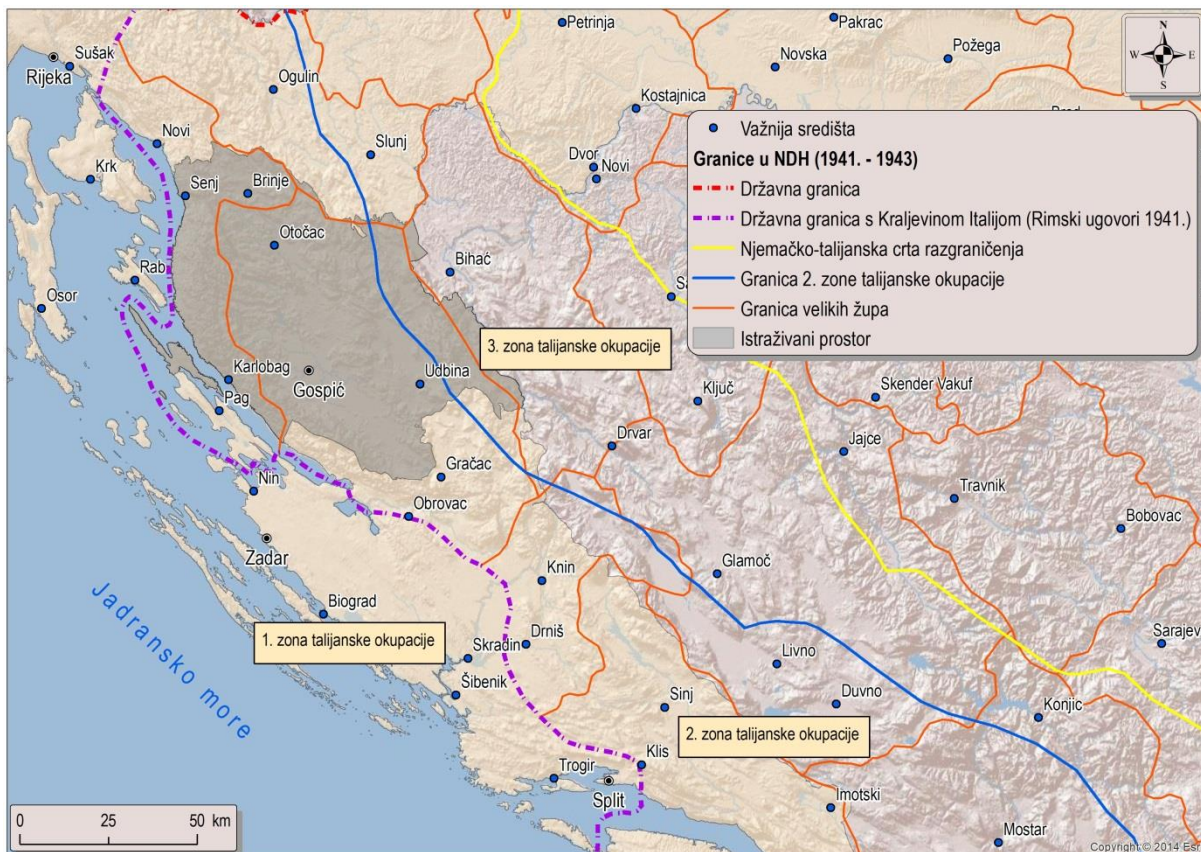 Petrinja
Pakrac
Sušak
Rijeka
Novska
Požega
Ogulin
Kostajnica
N
W E
S
Novi
Slunj
Dvor
Novi
Krk
Senj
Brinje
Otočac
Bihać
Rab
Osor
Važnija središta
Granice u NDH (1941. - 1943)
Državna granica
Državna granica s Kraljevinom Italijom (Rimski ugovori 1941.)
Njemačko-talijanska crta razgraničenja
Granica 2. zone talijanske okupacije
Granica velikih župa
Istraživani prostor
3. zona talijanske okupacije
Karlobag
Gospić
Udbina
Pag
Ključ
Skender Vakuf
Drvar
Jajce
Gračac
Nin
Obrovac
Travnik
Bobovac
Zadar
Knin
Glamoč
Jadransko more
Biograd
1. zona talijanske okupacije
Skradin
Drniš
Šibenik
Livno
Sarajev
Sinj
Duvno
Konjic
2. zona talijanske okupacije
Klis
Trogir
Split
Imotski
Mostar
0 25 50 km
Copyright:© 2014 Esr